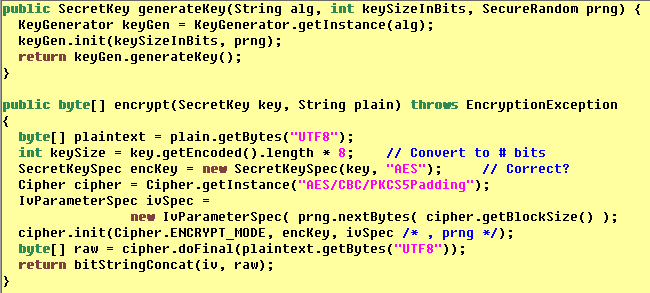 public SecretKey generateKey(String alg, int keySizeInBits, SecureRandom prng) {
  KeyGenerator keyGen = KeyGenerator.getInstance(alg);
  keyGen.init(keySizeInBits, prng);
  return keyGen.generateKey();
}

public byte[] encrypt(SecretKey key, String plain) throws EncryptionException
{
  byte[] plaintext = plain.getBytes("UTF8");
  int keySize = key.getEncoded().length * 8;    // Convert to # bits
  SecretKeySpec encKey = new SecretKeySpec(key, "AES");     // Correct?
  Cipher cipher = Cipher.getInstance("AES/CBC/PKCS5Padding");
  IvParameterSpec ivSpec =
                new IvParameterSpec( prng.nextBytes( cipher.getBlockSize() );
  cipher.init(Cipher.ENCRYPT_MODE, encKey, ivSpec /* , prng */);
  byte[] raw = cipher.doFinal(plaintext.getBytes("UTF8"));
  return bitStringConcat(iv, raw);
}